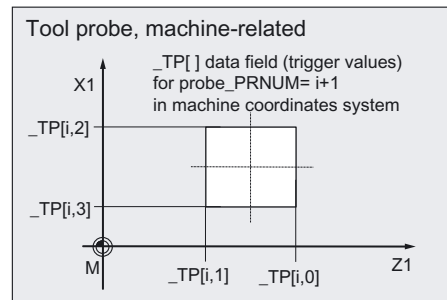 Tool probe, machine-related
_TP[ ] data field (trigger values)
for probe_PRNUM= i+1
in machine coordinates system
X1
_TP[i,2]
_TP[i,3]
M
_TP[i,1]
_TP[i,0]
Z1